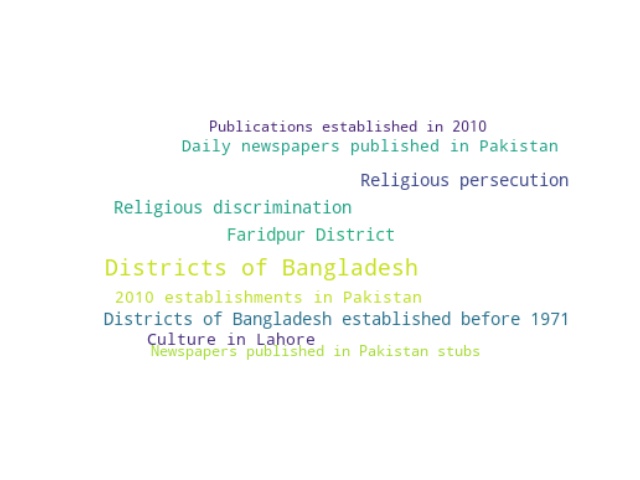 Publications established in 2010
Daily newspapers published in Pakistan
Religious persecution
Religious discrimination
Faridpur District
Districts of Bangladesh
2010 establishments in Pakistan
Districts of Bangladesh established before 1971
Culture in Lahore
Newspapers published in Pakistan stubs